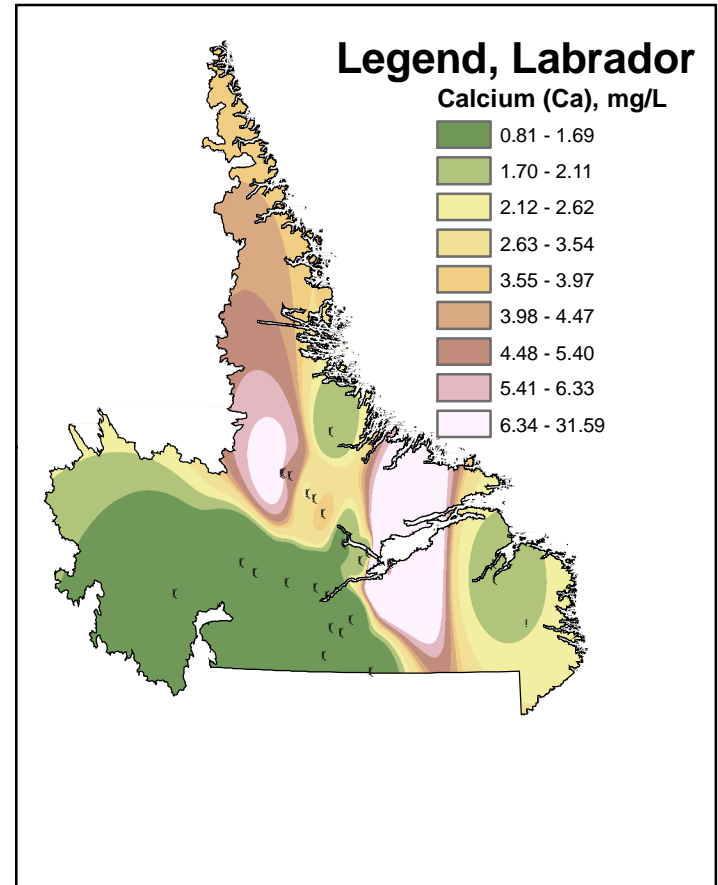 Legend, Labrador
Calcium (Ca), mg/L
0.81 - 1.69
1.70 - 2.11
2.12 - 2.62
2.63 - 3.54
3.55 - 3.97
3.98 - 4.47
4.48 - 5.40
5.41 - 6.33
6.34 - 31.59